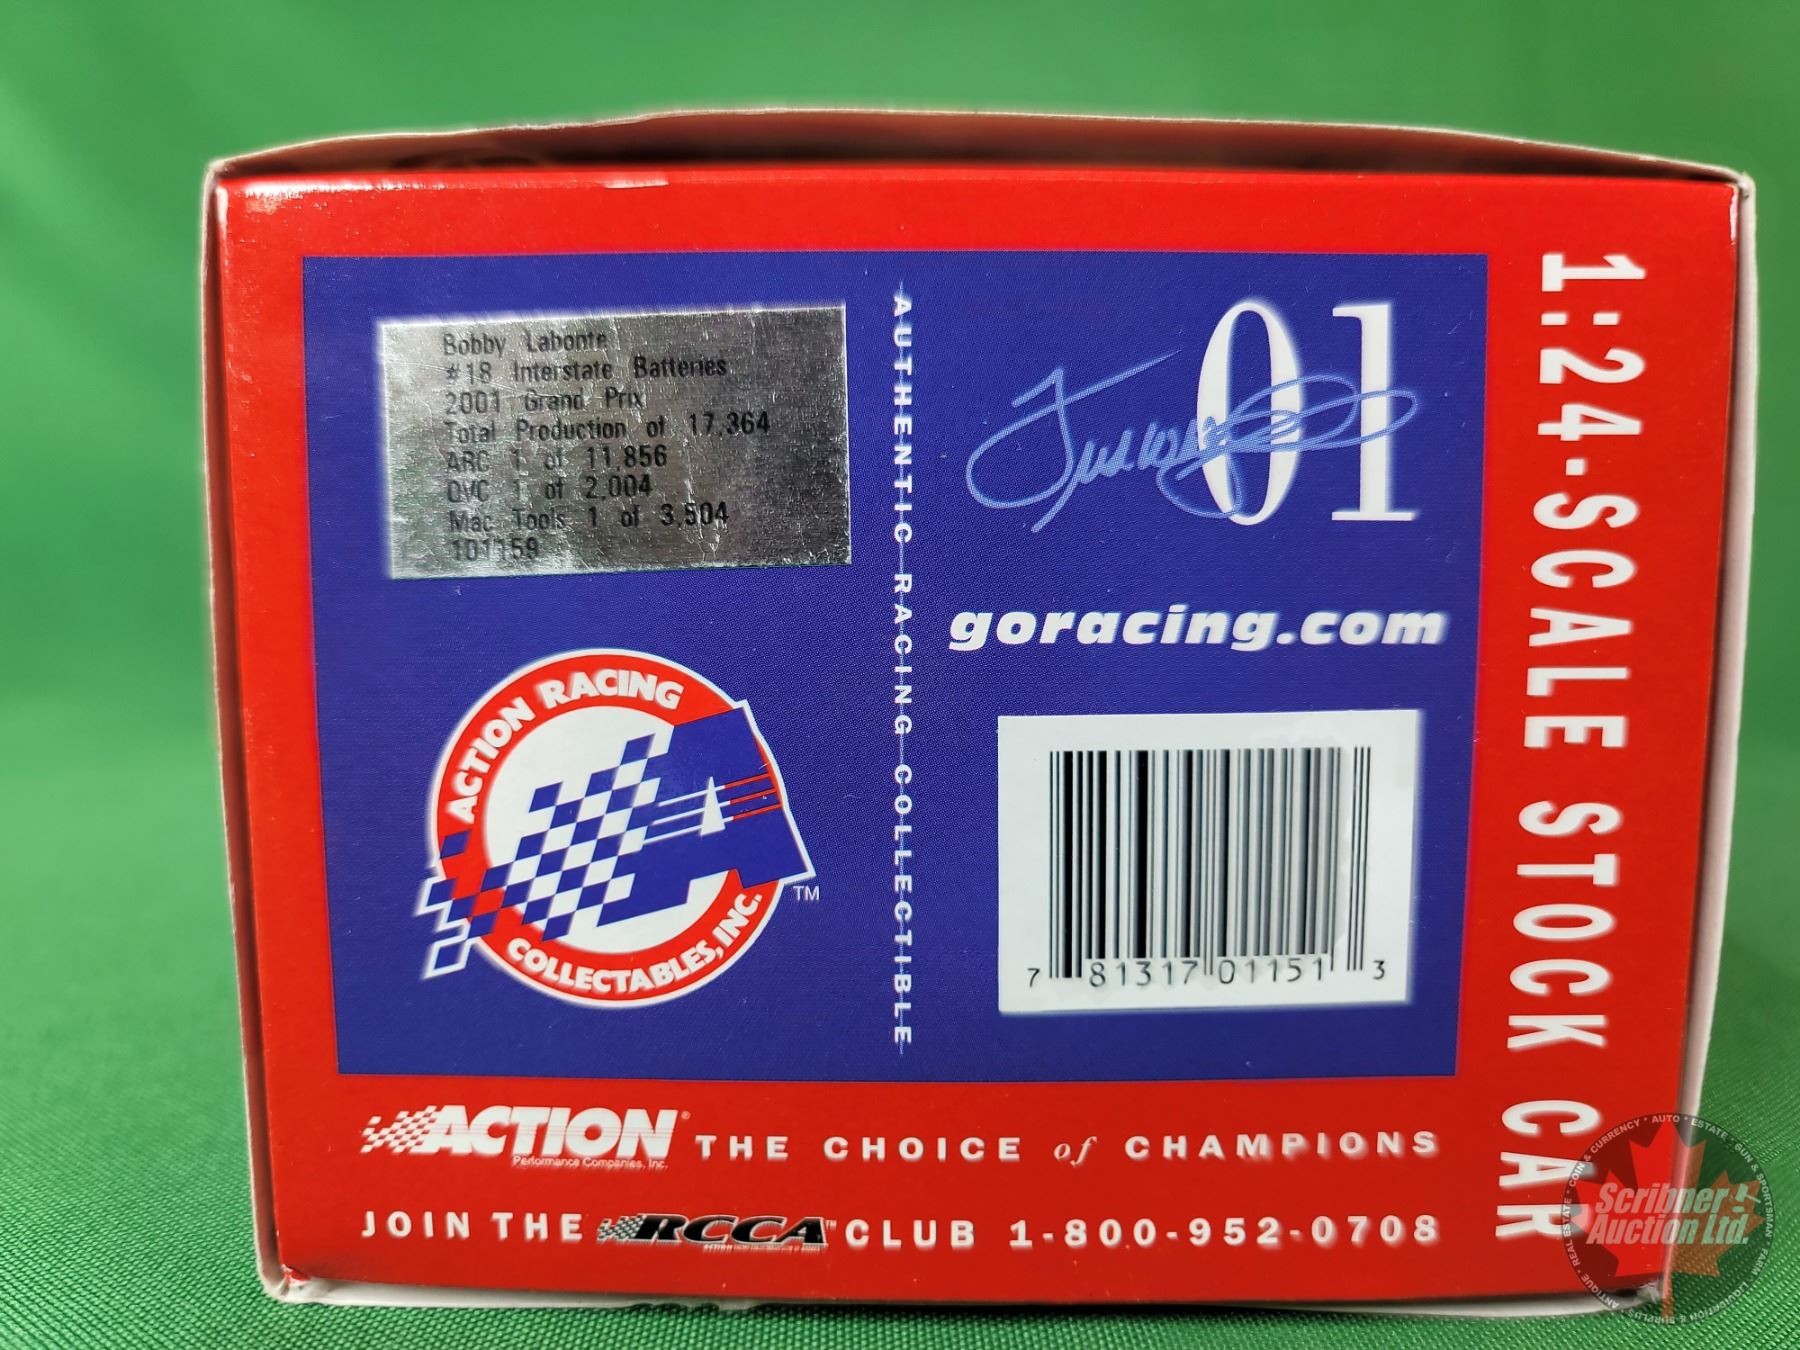 Bobby Labonte
#18 Interstate Batteries
2001 Grand Prix
Total Production of 17,364
ARC 1 of 11,856
QVC 1 of 2,004
Mac Tools 1 of 3,504
101159
AUTHENTIC RACING COLLECTIBLE
01
goracing.com
ACTION RACING
COLLECTABLES, INC.
TM
7 81317 01151 3
1:24-SCALE STOCK CAR
ACTION®
Performance Companies, Inc.
THE CHOICE of CHAMPIONS
JOIN THE RCCA™ CLUB 1-800-952-0708
Scribner
Auction Ltd.